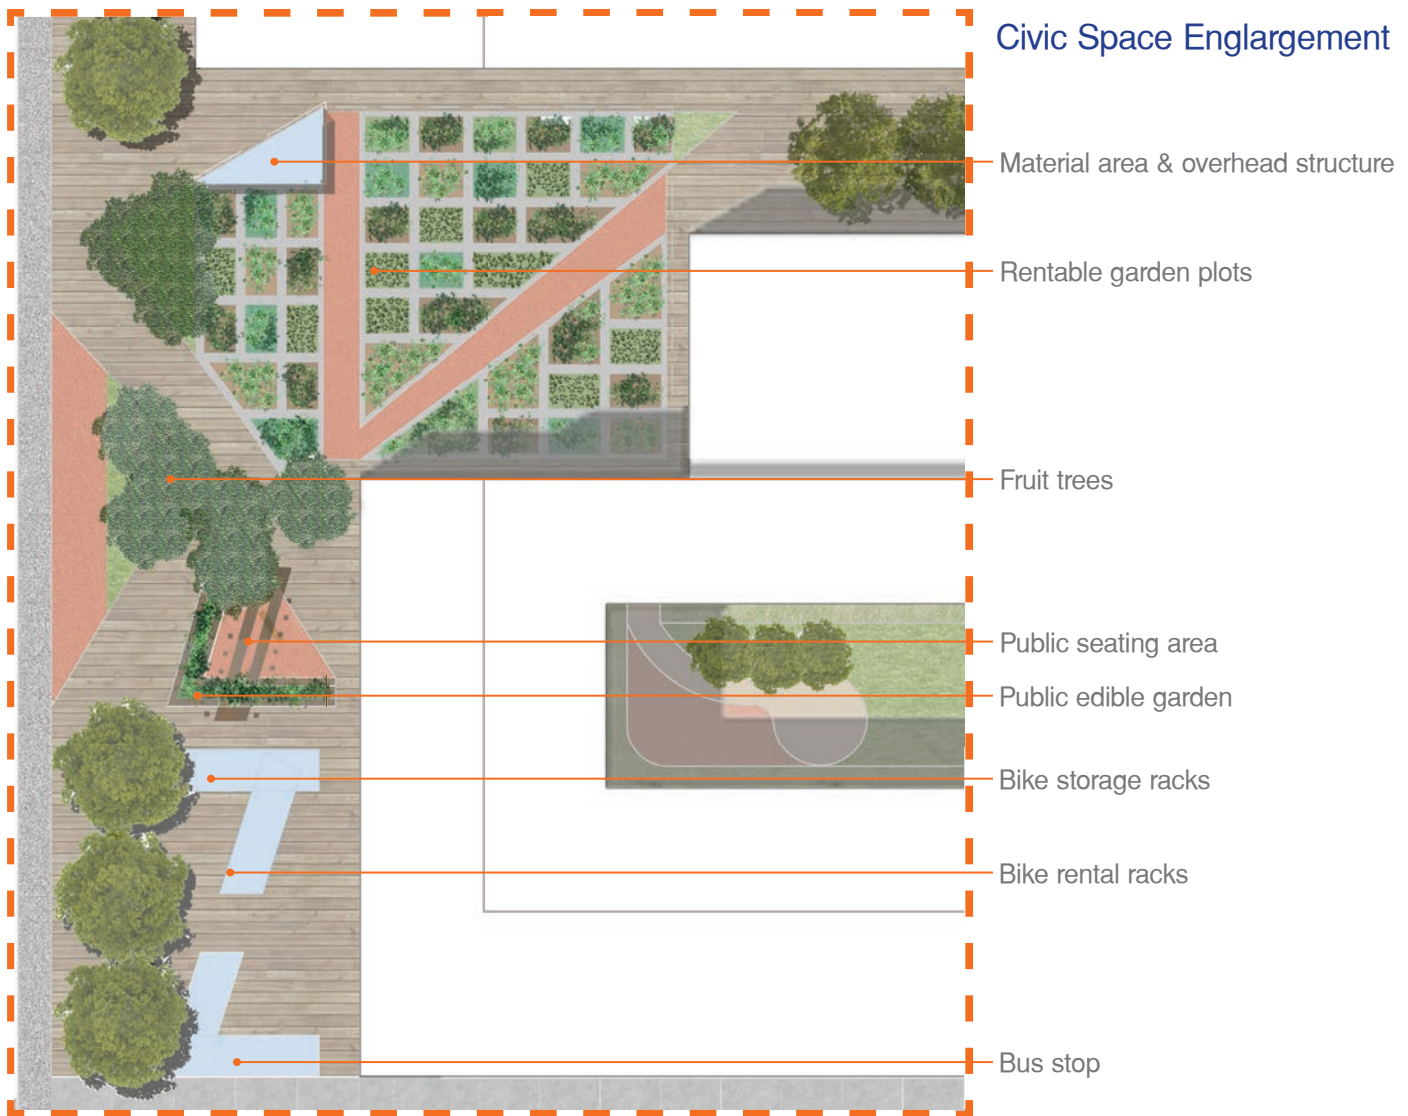 Civic Space Englargement
Material area & overhead structure
Rentable garden plots
Fruit trees
Public seating area
Public edible garden
Bike storage racks
Bike rental racks
Bus stop